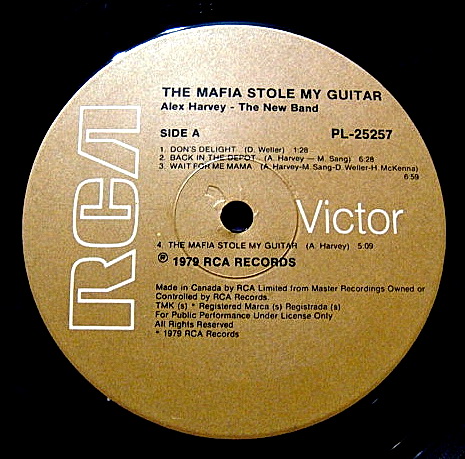 THE MAFIA STOLE MY GUITAR
Alex Harvey - The New Band
SIDE A PL-25257
1. DON'S DELIGHT (D. Weller) 1:28
2. BACK IN THE DEPOT (A. Harvey — M. Sang) 6:28
3. WAIT FOR ME MAMA (A. Harvey-M. Sang-D. Weller-H. McKenna)
6:59
RCA Victor
4. THE MAFIA STOLE MY GUITAR (A. Harvey) 5:09
℗ 1979 RCA RECORDS
Made in Canada by RCA Limited from Master Recordings Owned or
Controlled by RCA Records.
TMK (s) * Registered Marca (s) Registrada (s)
For Public Performance Under License Only
All Rights Reserved
* 1979 RCA Records